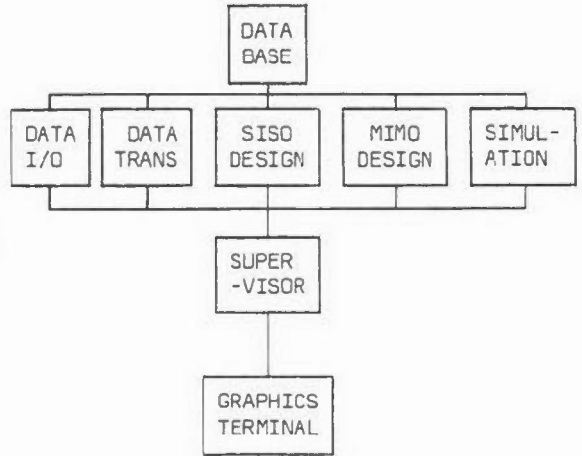 DATA
BASE
DATA
I/O
DATA
TRANS
SISO
DESIGN
MIMO
DESIGN
SIMUL-
ATION
SUPER
-VISOR
GRAPHICS
TERMINAL